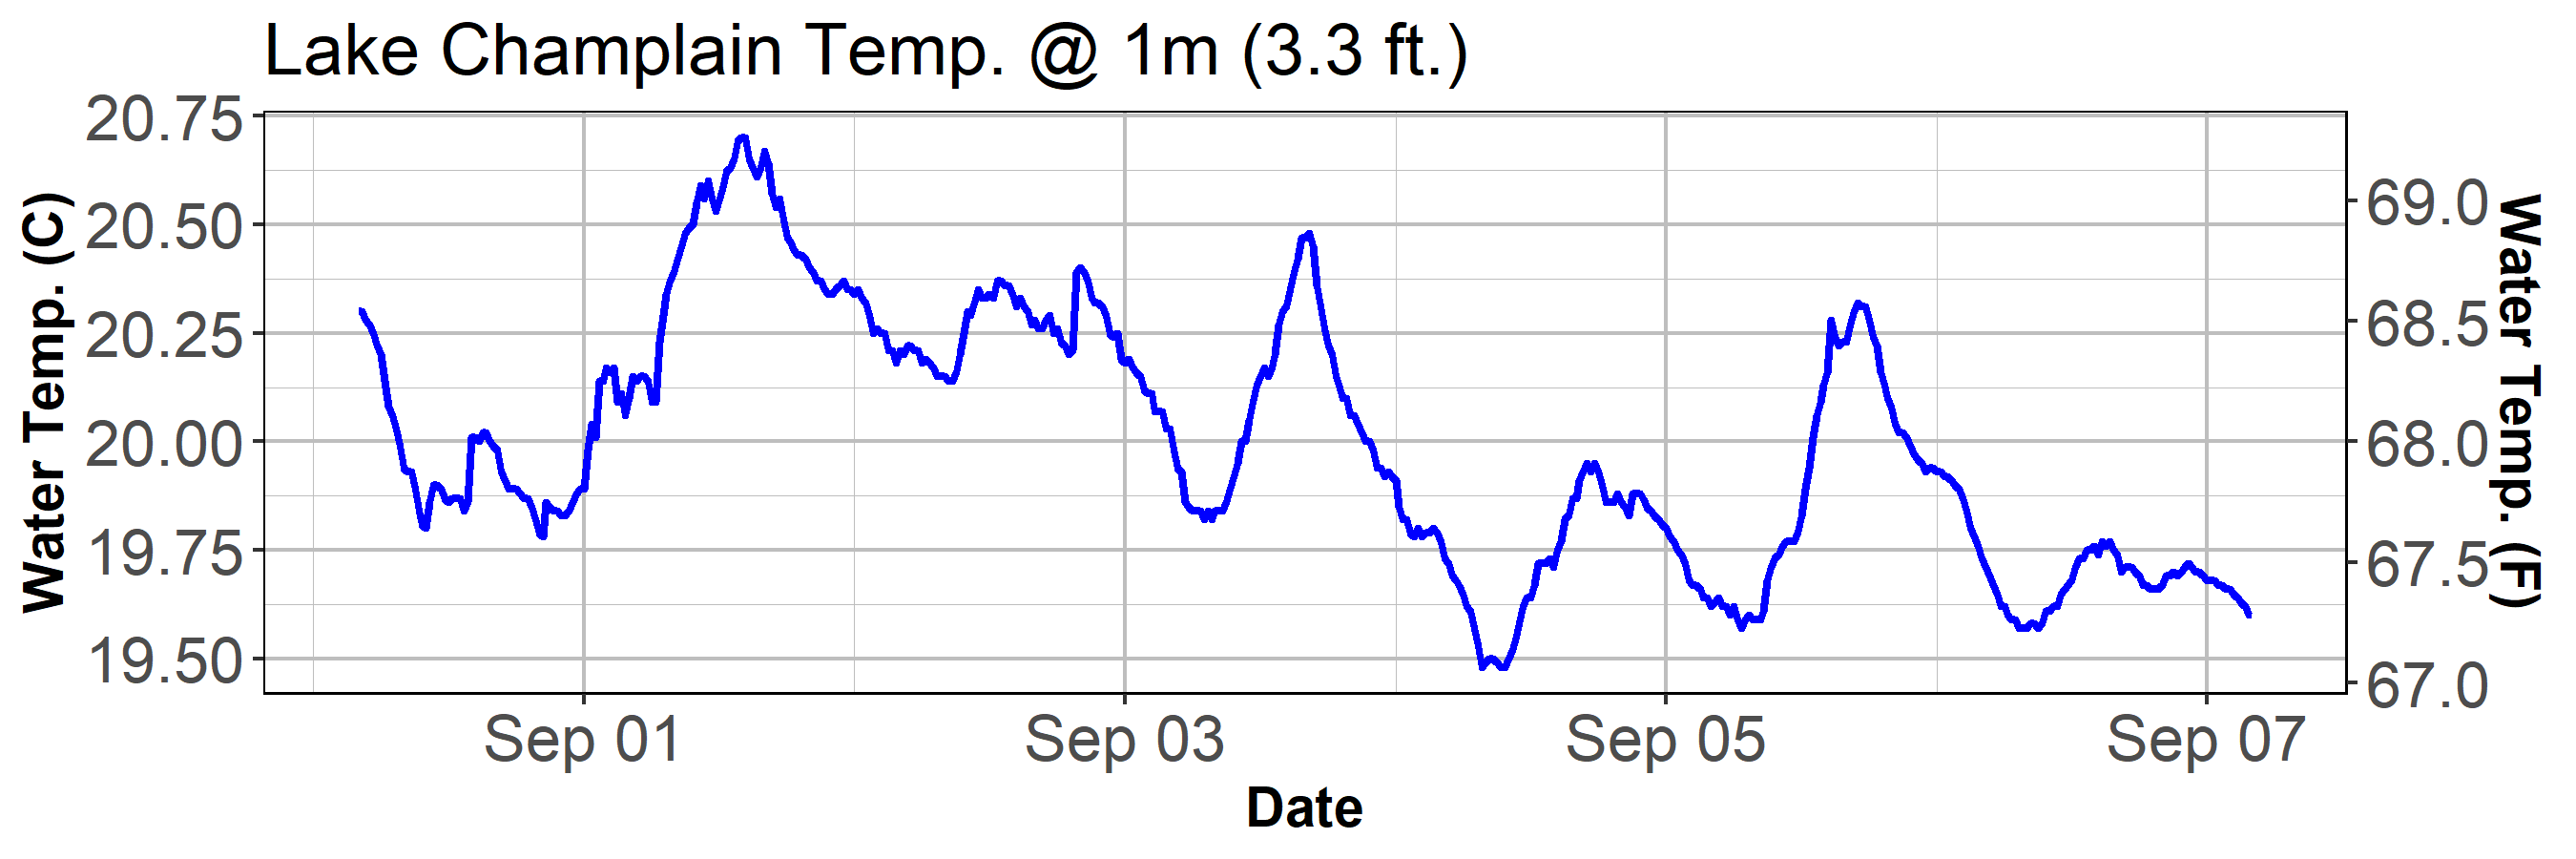 Lake Champlain Temp. @ 1m (3.3 ft.)
Water Temp. (C)
20.75
20.50
20.25
20.00
19.75
19.50
69.0
68.5
68.0
67.5
67.0
Water Temp. (F)
Sep 01 Sep 03 Sep 05 Sep 07
Date